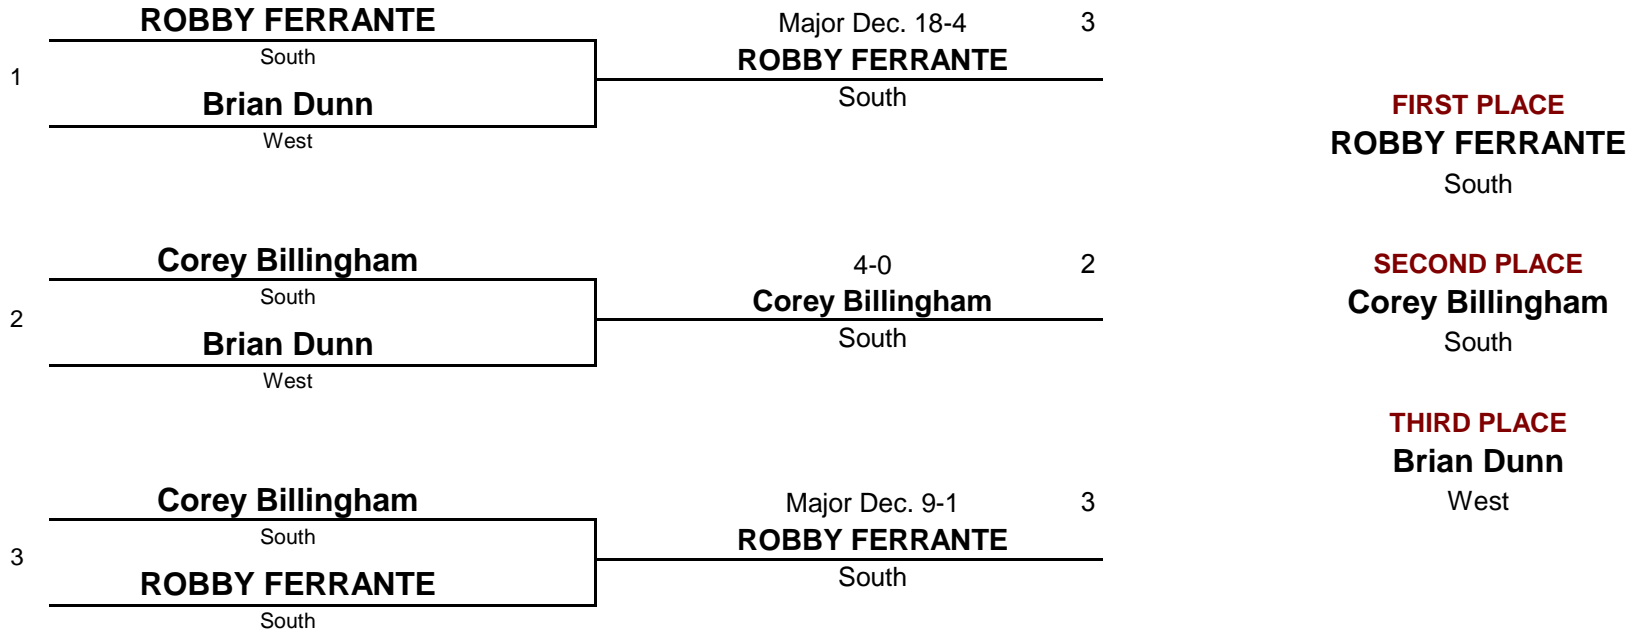 ROBBY FERRANTE
South
1
Brian Dunn
West
Major Dec. 18-4 3
ROBBY FERRANTE
South
Corey Billingham
South
2
Brian Dunn
West
4-0 2
Corey Billingham
South
Corey Billingham
South
3
ROBBY FERRANTE
South
Major Dec. 9-1 3
ROBBY FERRANTE
South
FIRST PLACE
ROBBY FERRANTE
South
SECOND PLACE
Corey Billingham
South
THIRD PLACE
Brian Dunn
West